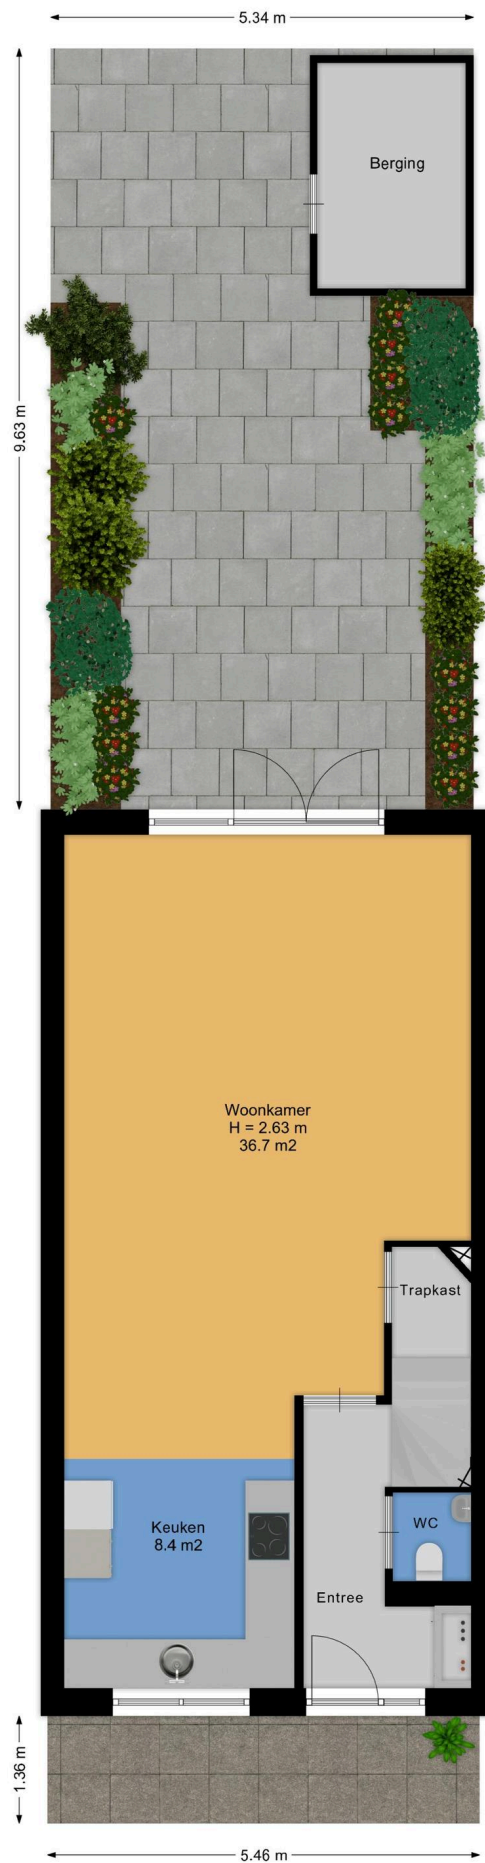 5.34 m
Berging
9.63 m
Woonkamer
H = 2.63 m
36.7 m2
Trapkast
Keuken
8.4 m2
WC
Entree
1.36 m
5.46 m